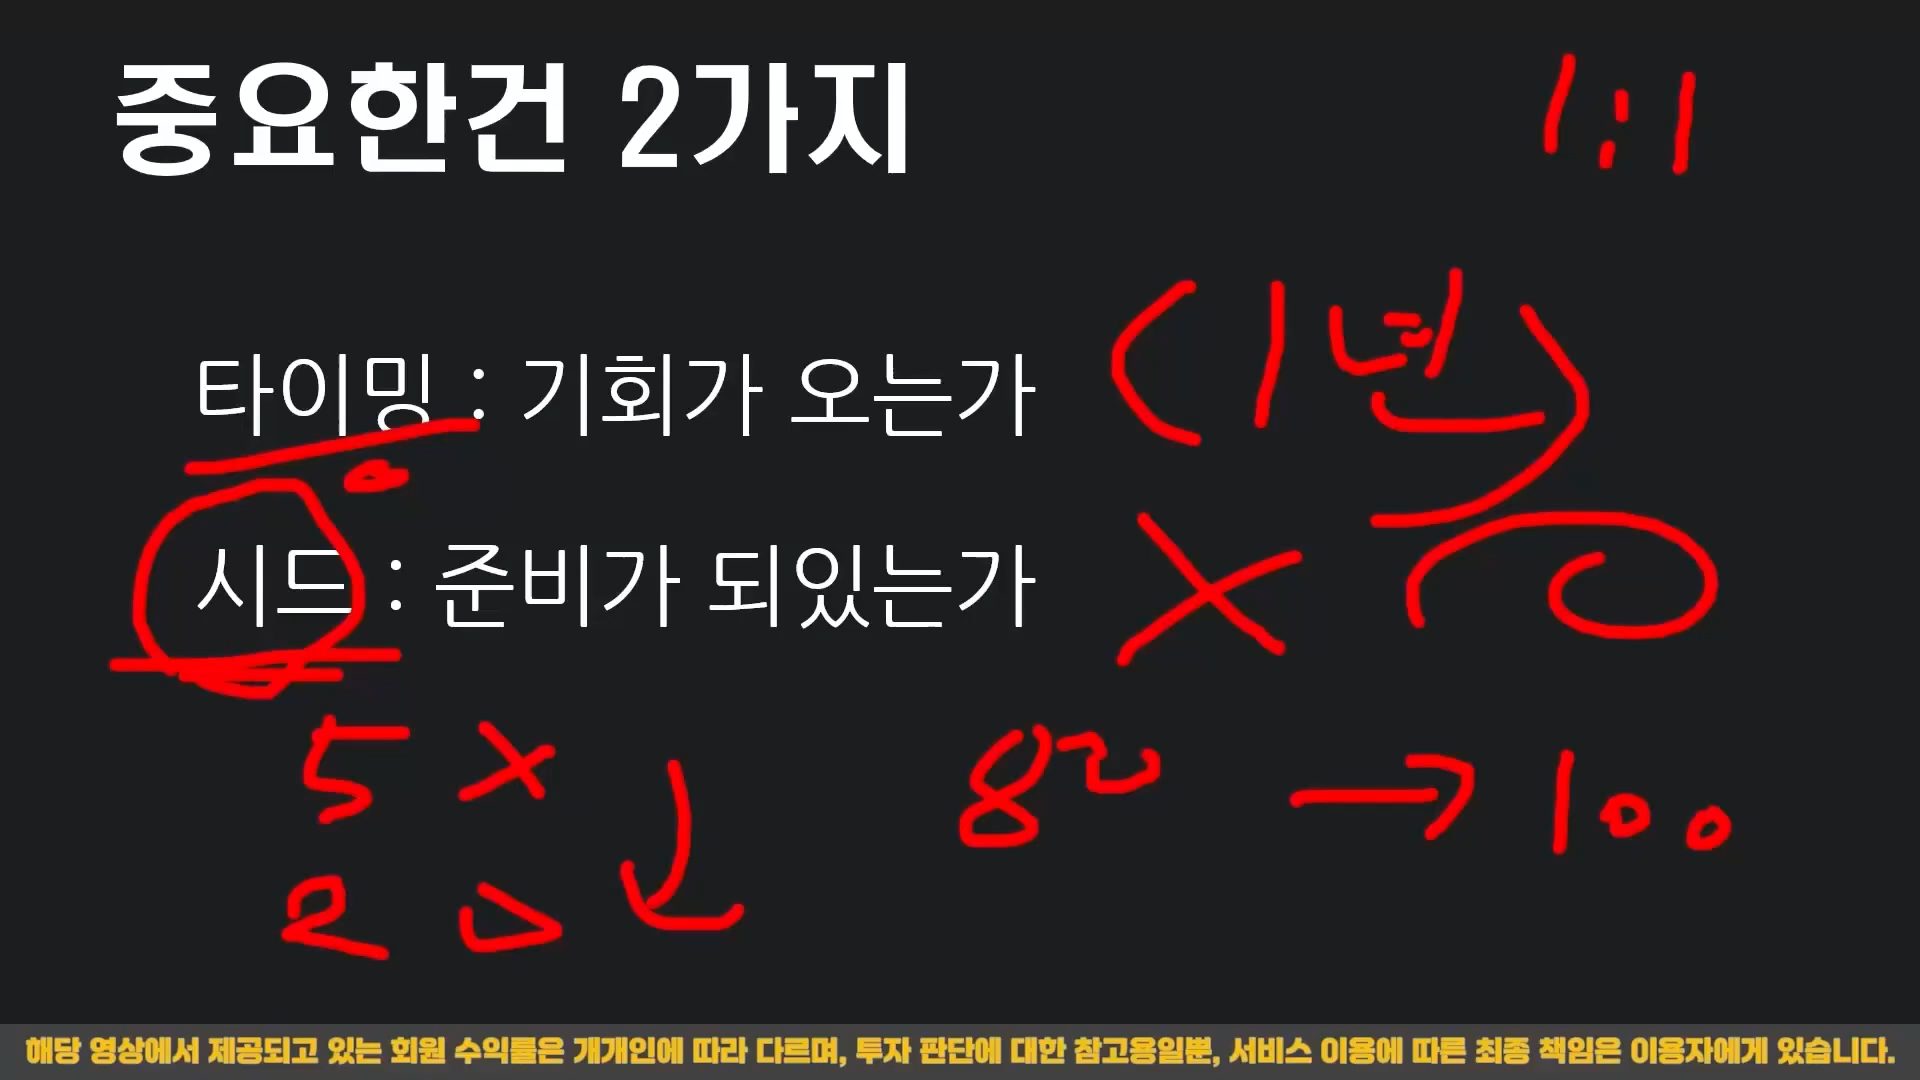 중요한건 2가지
1:1
타이밍 : 기회가 오는가
(1년)
시드 : 준비가 되있는가
5 ×
800 → 100
2
해당 영상에서 제공되고 있는 회원 수익률은 개개인에 따라 다르며, 투자 판단에 대한 참고용일뿐, 서비스 이용에 따른 최종 책임은 이용자에게 있습니다.